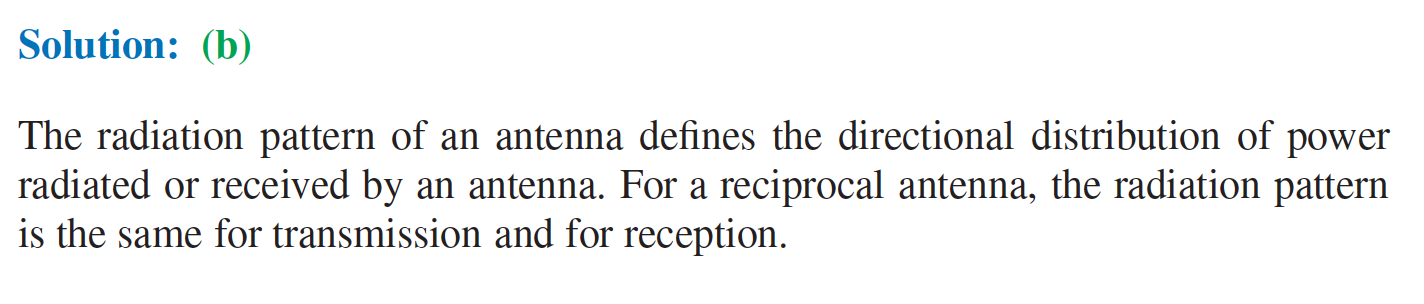 Solution: (b)
The radiation pattern of an antenna defines the directional distribution of power
radiated or received by an antenna. For a reciprocal antenna, the radiation pattern
is the same for transmission and for reception.